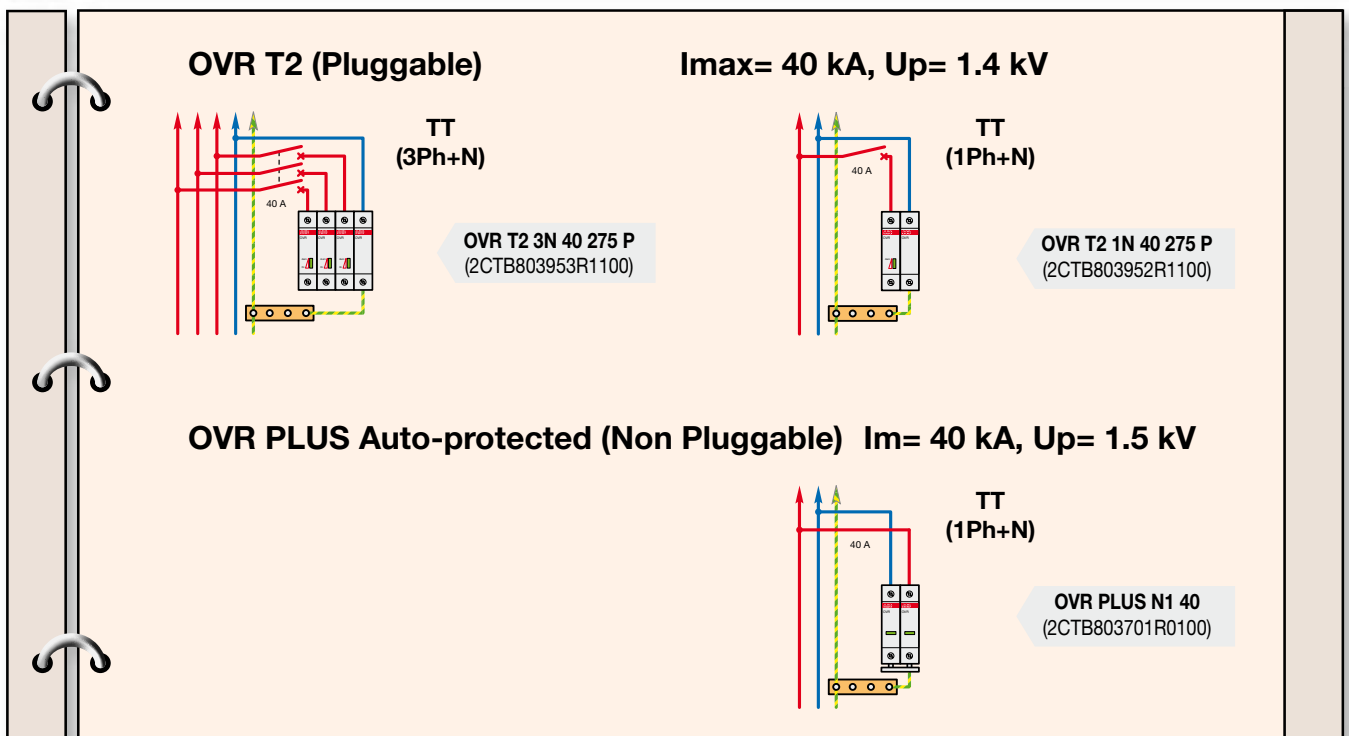 OVR T2 (Pluggable)
Imax= 40 kA, Up= 1.4 kV
TT
(3Ph+N)
40 A
OVR T2 3N 40 275 P
(2CTB803953R1100)
TT
(1Ph+N)
40 A
OVR T2 1N 40 275 P
(2CTB803952R1100)
OVR PLUS Auto-protected (Non Pluggable) Im= 40 kA, Up= 1.5 kV
TT
(1Ph+N)
40 A
OVR PLUS N1 40
(2CTB803701R0100)